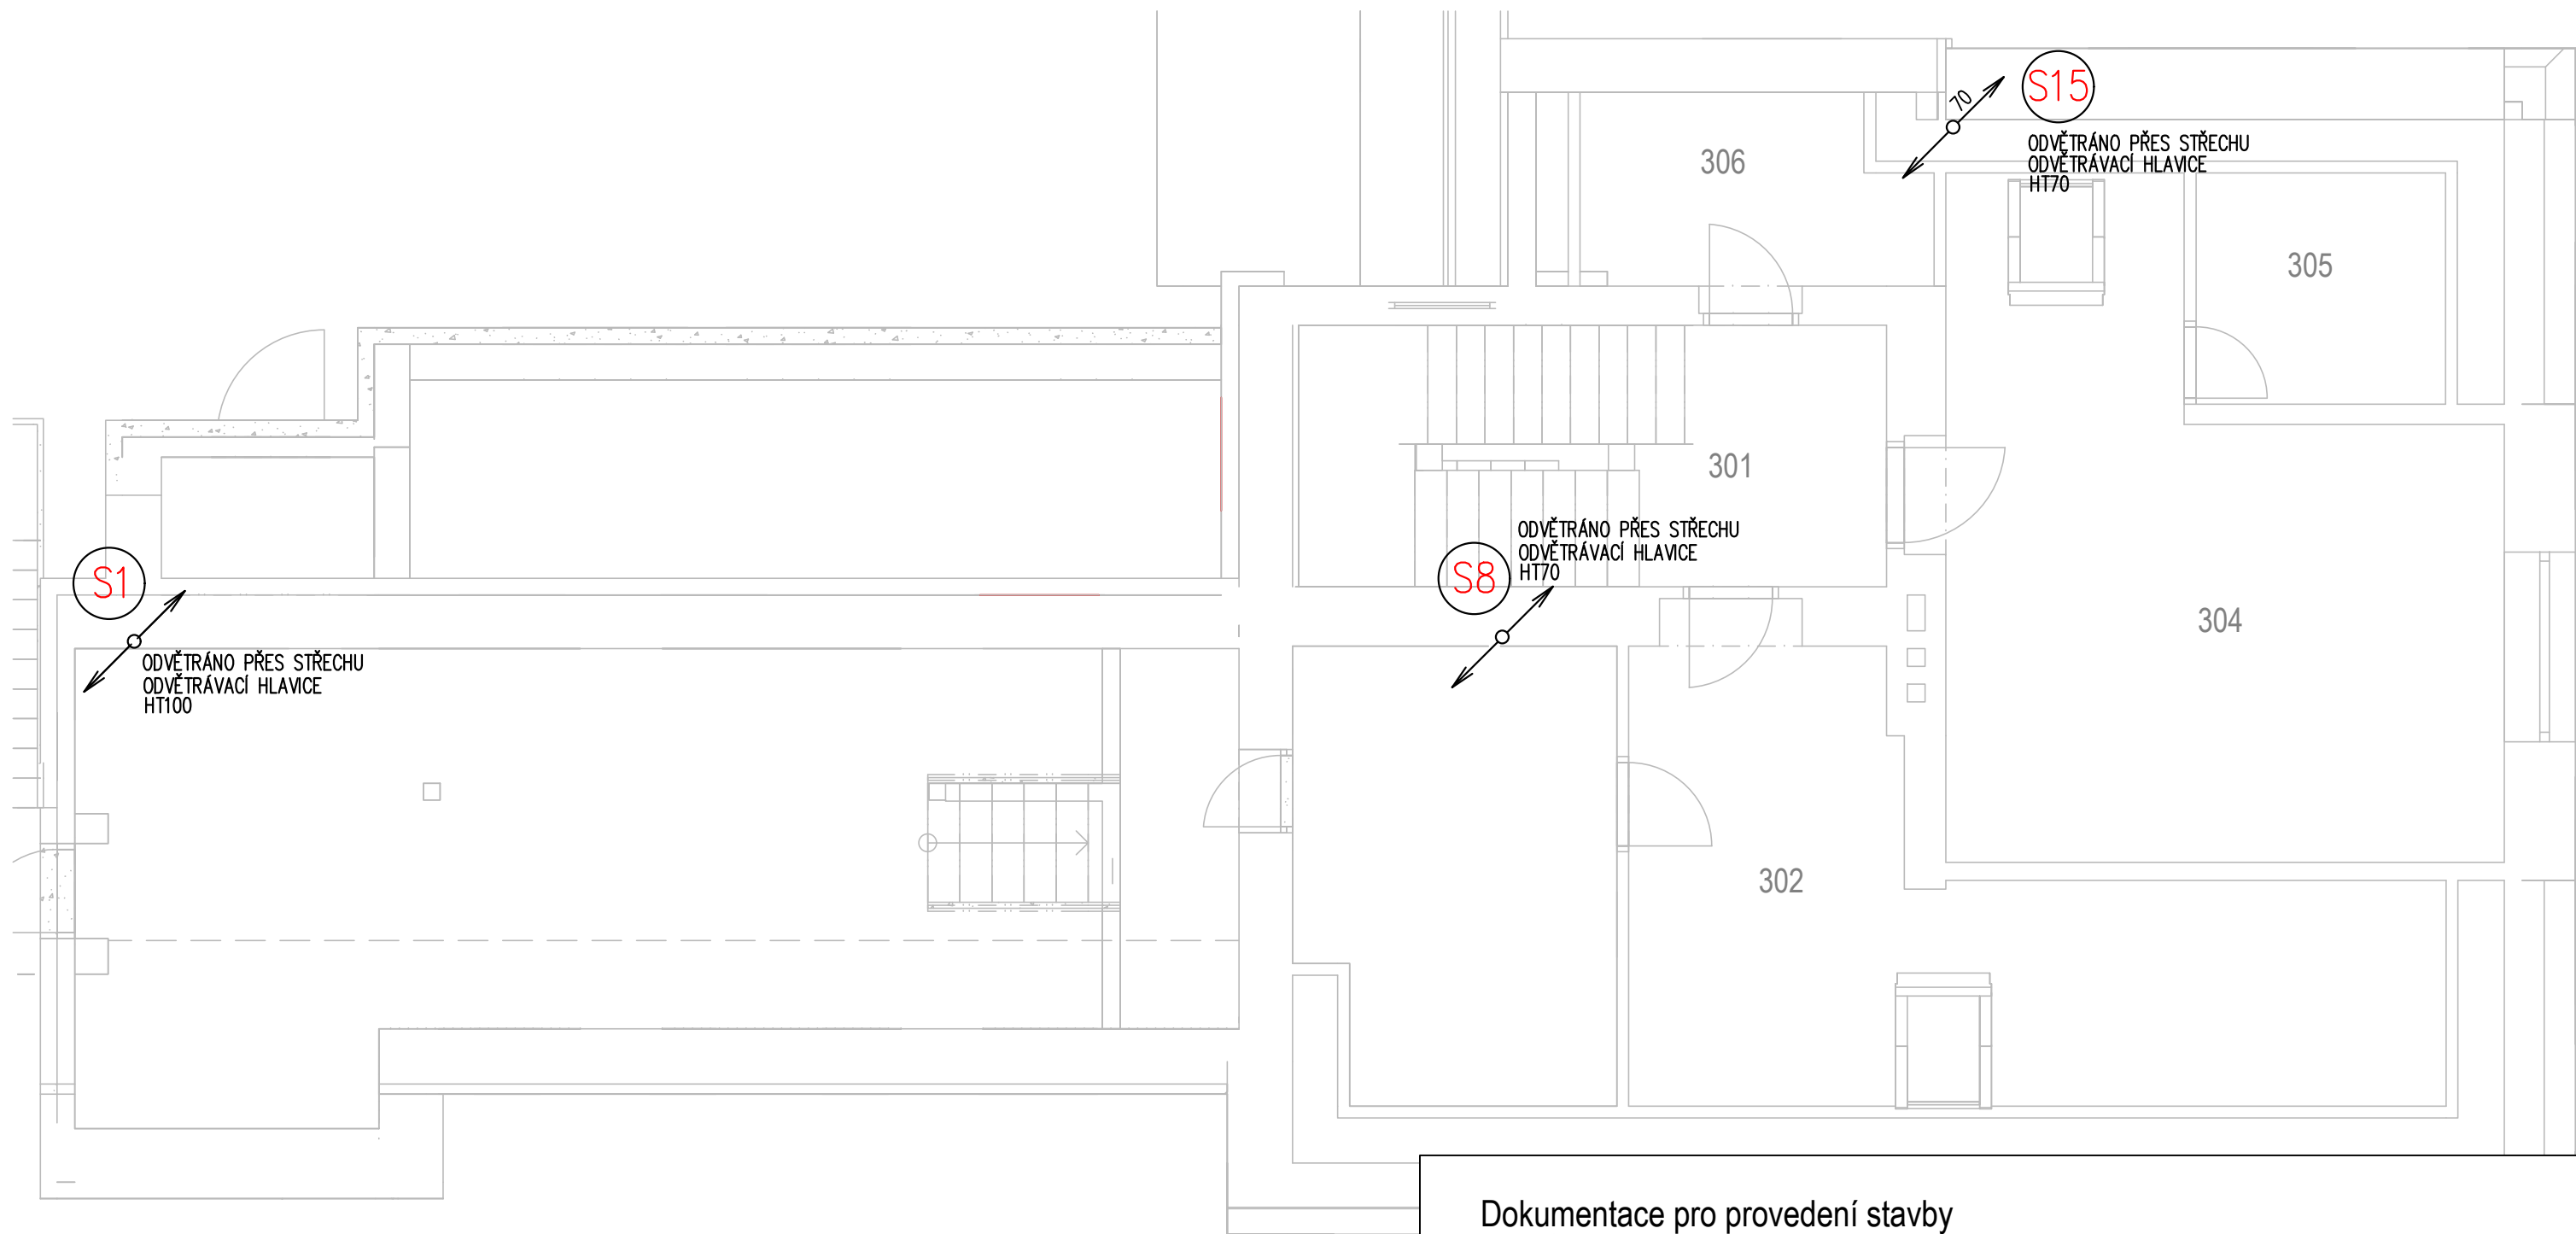 S15
70
ODVĚTRÁNO PŘES STŘECHU
ODVĚTRÁVACÍ HLAVICE
HT70
306
305
301
ODVĚTRÁNO PŘES STŘECHU
ODVĚTRÁVACÍ HLAVICE
HT70
S8
S1
ODVĚTRÁNO PŘES STŘECHU
ODVĚTRÁVACÍ HLAVICE
HT100
304
302
Dokumentace pro provedení stavby